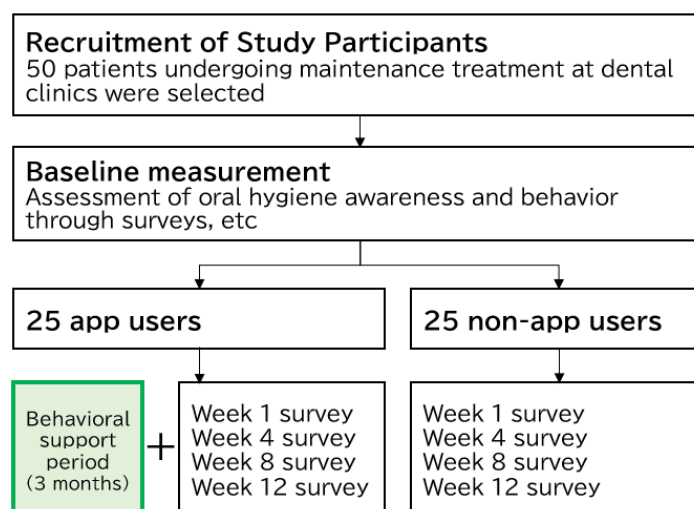 Recruitment of Study Participants
50 patients undergoing maintenance treatment at dental
clinics were selected
Baseline measurement
Assessment of oral hygiene awareness and behavior
through surveys, etc
25 app users
25 non-app users
Behavioral
support
period
(3 months)
+
Week 1 survey
Week 4 survey
Week 8 survey
Week 12 survey
Week 1 survey
Week 4 survey
Week 8 survey
Week 12 survey